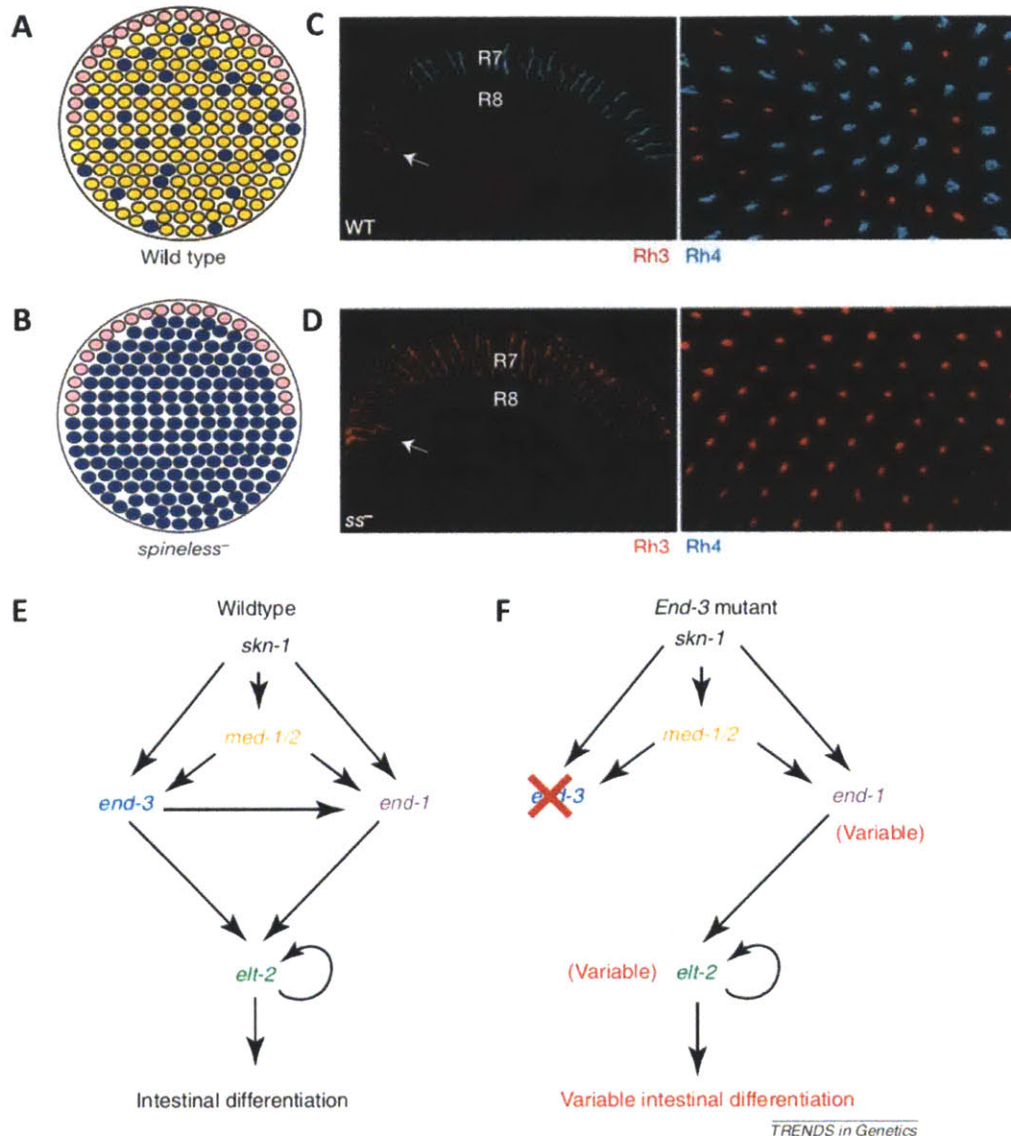 A
Wild type
B
spineless⁻
C
R7
R8
WT
Rh3 Rh4
D
R7
R8
ss⁻
Rh3 Rh4
E
Wildtype
skn-1
med-1/2
end-3
end-1
elt-2
Intestinal differentiation
F
End-3 mutant
skn-1
med-1/2
end-3
end-1
(Variable)
(Variable) elt-2
Variable intestinal differentiation
TRENDS in Genetics